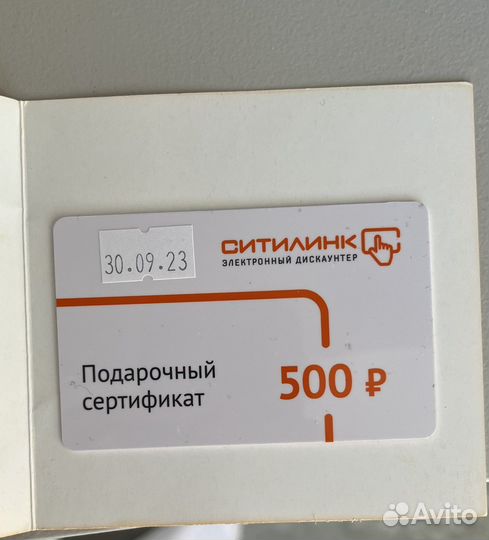 СИТИЛИНК
ЭЛЕКТРОННЫЙ ДИСКАУНТЕР
30.09.23
Подарочный
сертификат
500 ₽
Avito